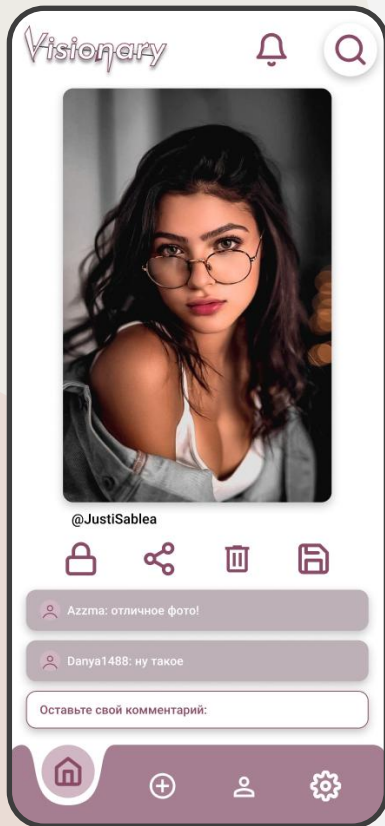 Visionary
@JustiSablea
Azzma: отличное фото!
Danya1488: ну такое
Оставьте свой комментарий: